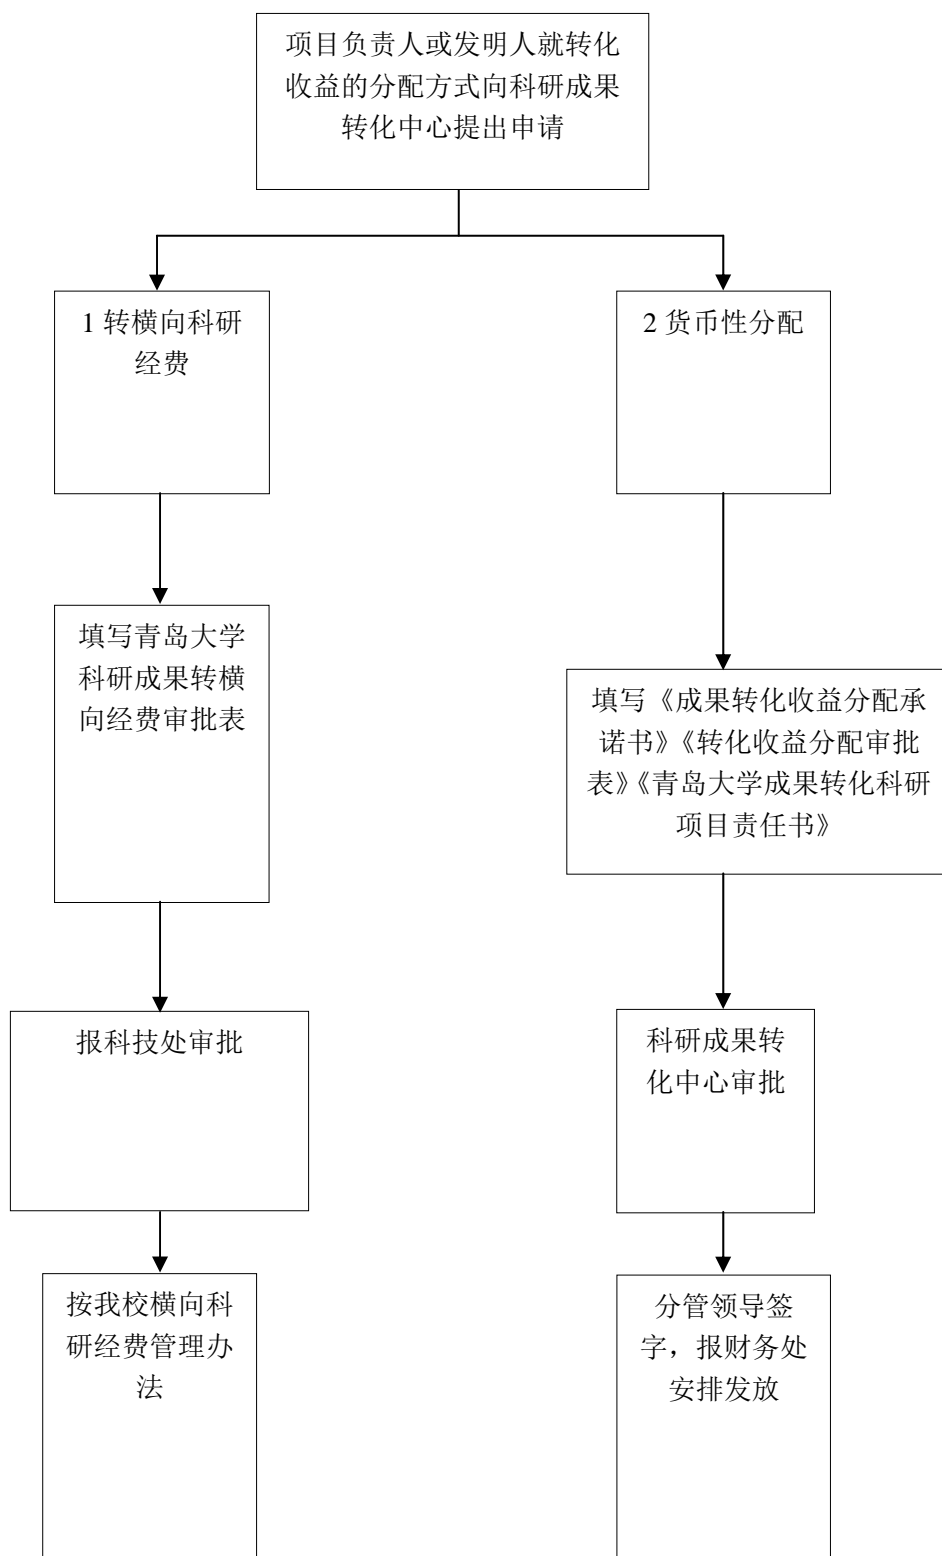 项目负责人或发明人就转化
收益的分配方式向科研成果
转化中心提出申请
1 转横向科研
经费
2 货币性分配
填写青岛大学
科研成果转横
向经费审批表
填写《成果转化收益分配承
诺书》《转化收益分配审批
表》《青岛大学成果转化科研
项目责任书》
报科技处审批
科研成果转
化中心审批
按我校横向科
研经费管理办
法
分管领导签
字，报财务处
安排发放